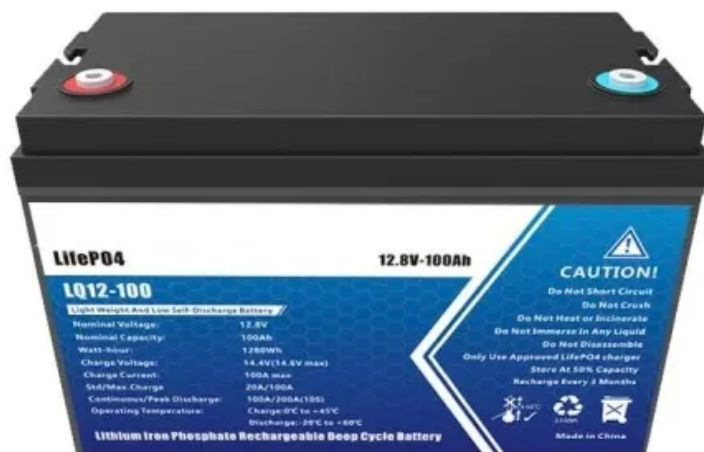 LifePO4
12.8V-100Ah
LQ12-100
Light Weight And Low Self-Discharge Battery
Nominal Voltage: 12.8V
Nominal Capacity: 100Ah
Watt-hour: 1280Wh
Charge Voltage: 14.4V(14.6V max)
Charge Current: 100A max
Std/Max.Charge 20A/100A
Continuous/Peak Discharge: 100A/200A(10S)
Operating Temperature: Charge:0℃ to +45℃
Discharge:-20℃ to +60℃
Lithium Iron Phosphate Rechargeable Deep Cycle Battery
CAUTION!
Do Not Short Circuit
Do Not Crush
Do Not Heat or Incinerate
Do Not Immerse In Any Liquid
Do Not Disassemble
Only Use Approved LifePO4 charger
Store At 50% Capacity
Recharge Every 3 Months
Made in China